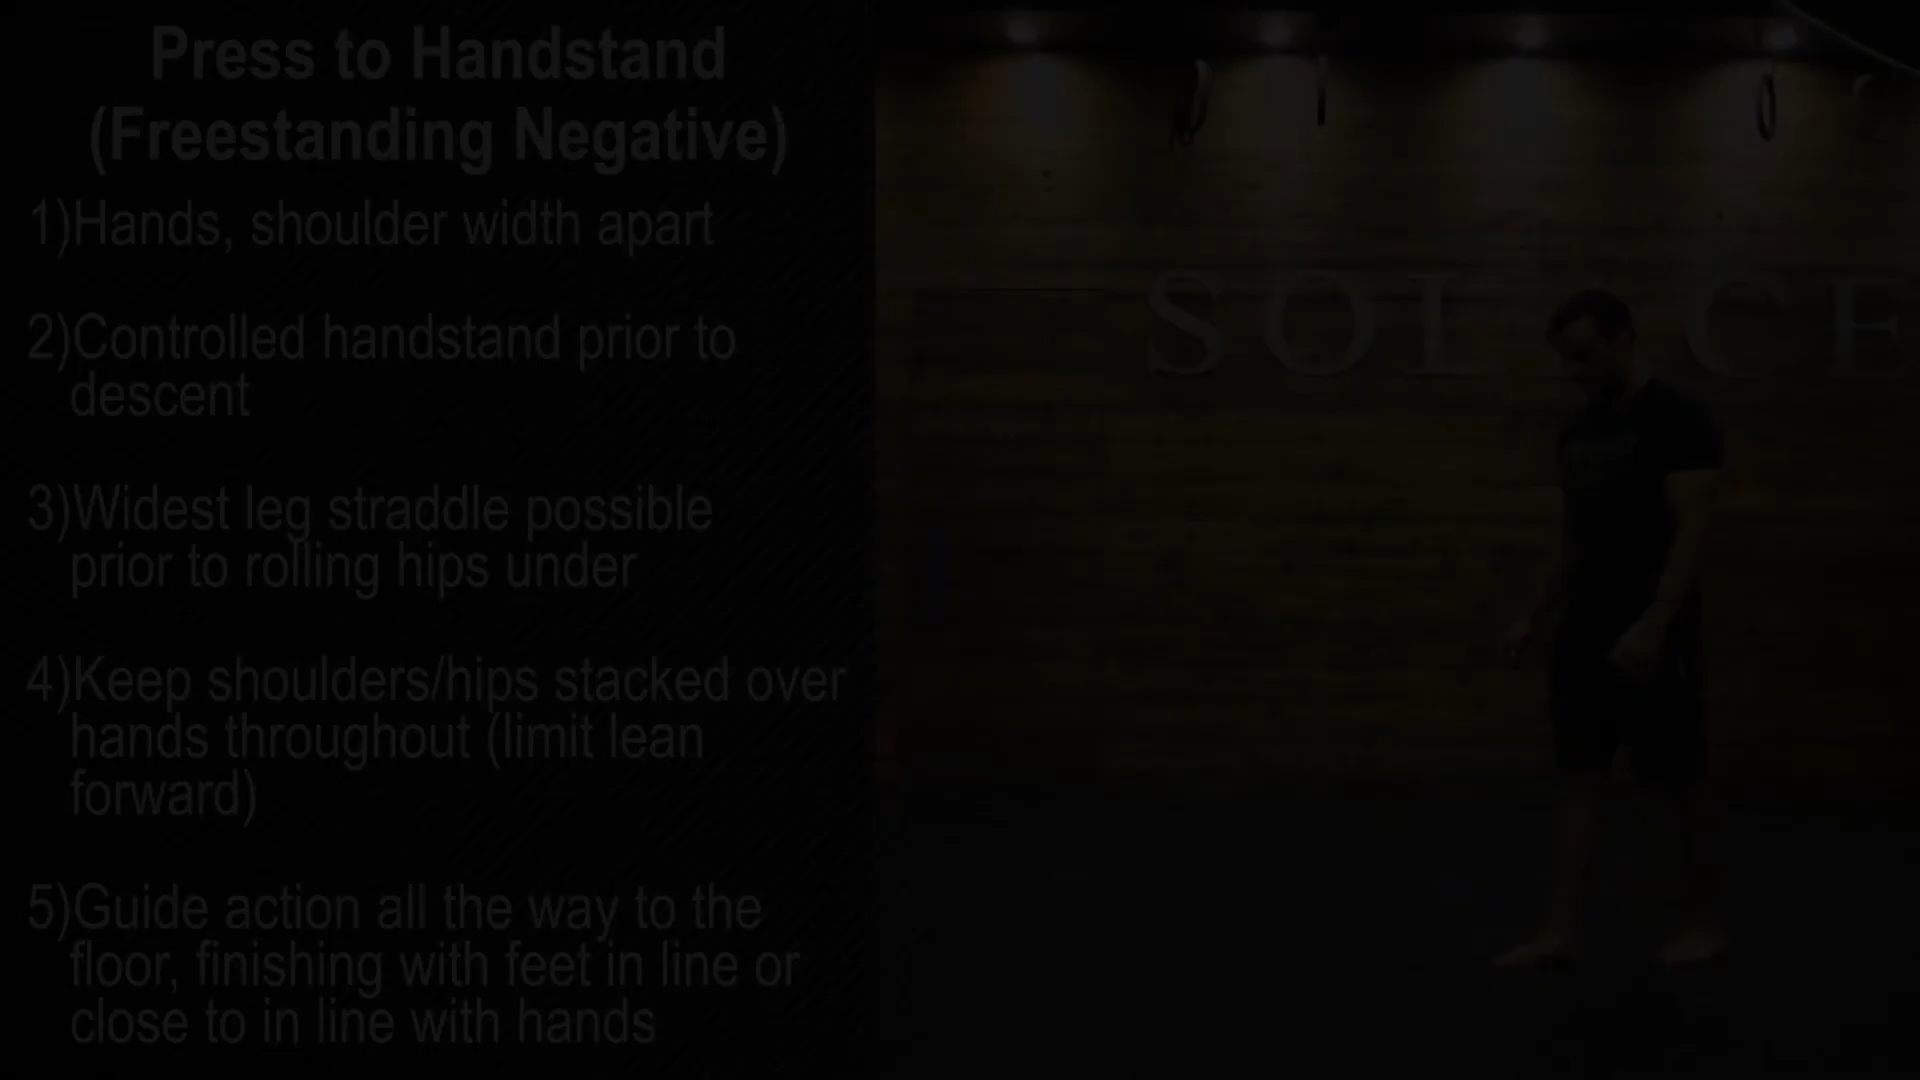 Press to Handstand
(Freestanding Negative)
1)Hands, shoulder width apart
2)Controlled handstand prior to
descent
3)Widest leg straddle possible
prior to rolling hips under
4)Keep shoulders/hips stacked over
hands throughout (limit lean
forward)
5)Guide action all the way to the
floor, finishing with feet in line or
close to in line with hands
SOL CE